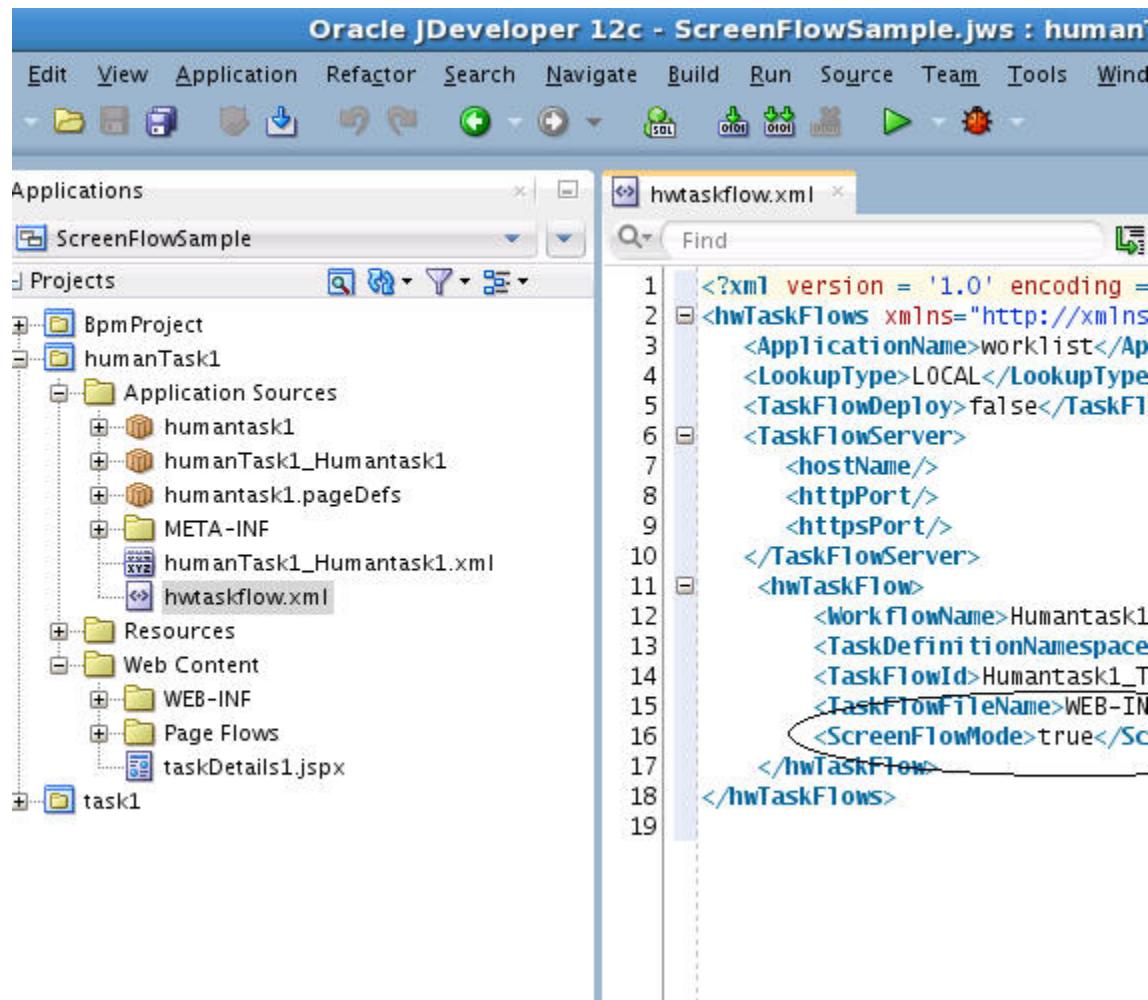 Oracle JDeveloper 12c - ScreenFlowSample.jws : human
Edit View Application Refactor Search Navigate Build Run Source Team Tools Wind
Applications
hwtaskflow.xml
ScreenFlowSample
Find
Projects
BpmProject
humanTask1
Application Sources
humantask1
humanTask1_Humantask1
humantask1.pageDefs
META-INF
humanTask1_Humantask1.xml
hwtaskflow.xml
Resources
Web Content
WEB-INF
Page Flows
taskDetails1.jspx
task1
1 <?xml version = '1.0' encoding =
2 <hwTaskFlows xmlns="http://xmlns
3 <ApplicationName>worklist</Ap
4 <LookupType>LOCAL</LookupType
5 <TaskFlowDeploy>false</TaskFl
6 <TaskFlowServer>
7 <hostName/>
8 <httpPort/>
9 <httpsPort/>
10 </TaskFlowServer>
11 <hwTaskFlow>
12 <WorkflowName>Humantask1
13 <TaskDefinitionNamespace
14 <TaskFlowId>Humantask1_T
15 <TaskFlowFileName>WEB-IN
16 <ScreenFlowMode>true</Sc
17 </hwTaskFlow>
18 </hwTaskFlows>
19